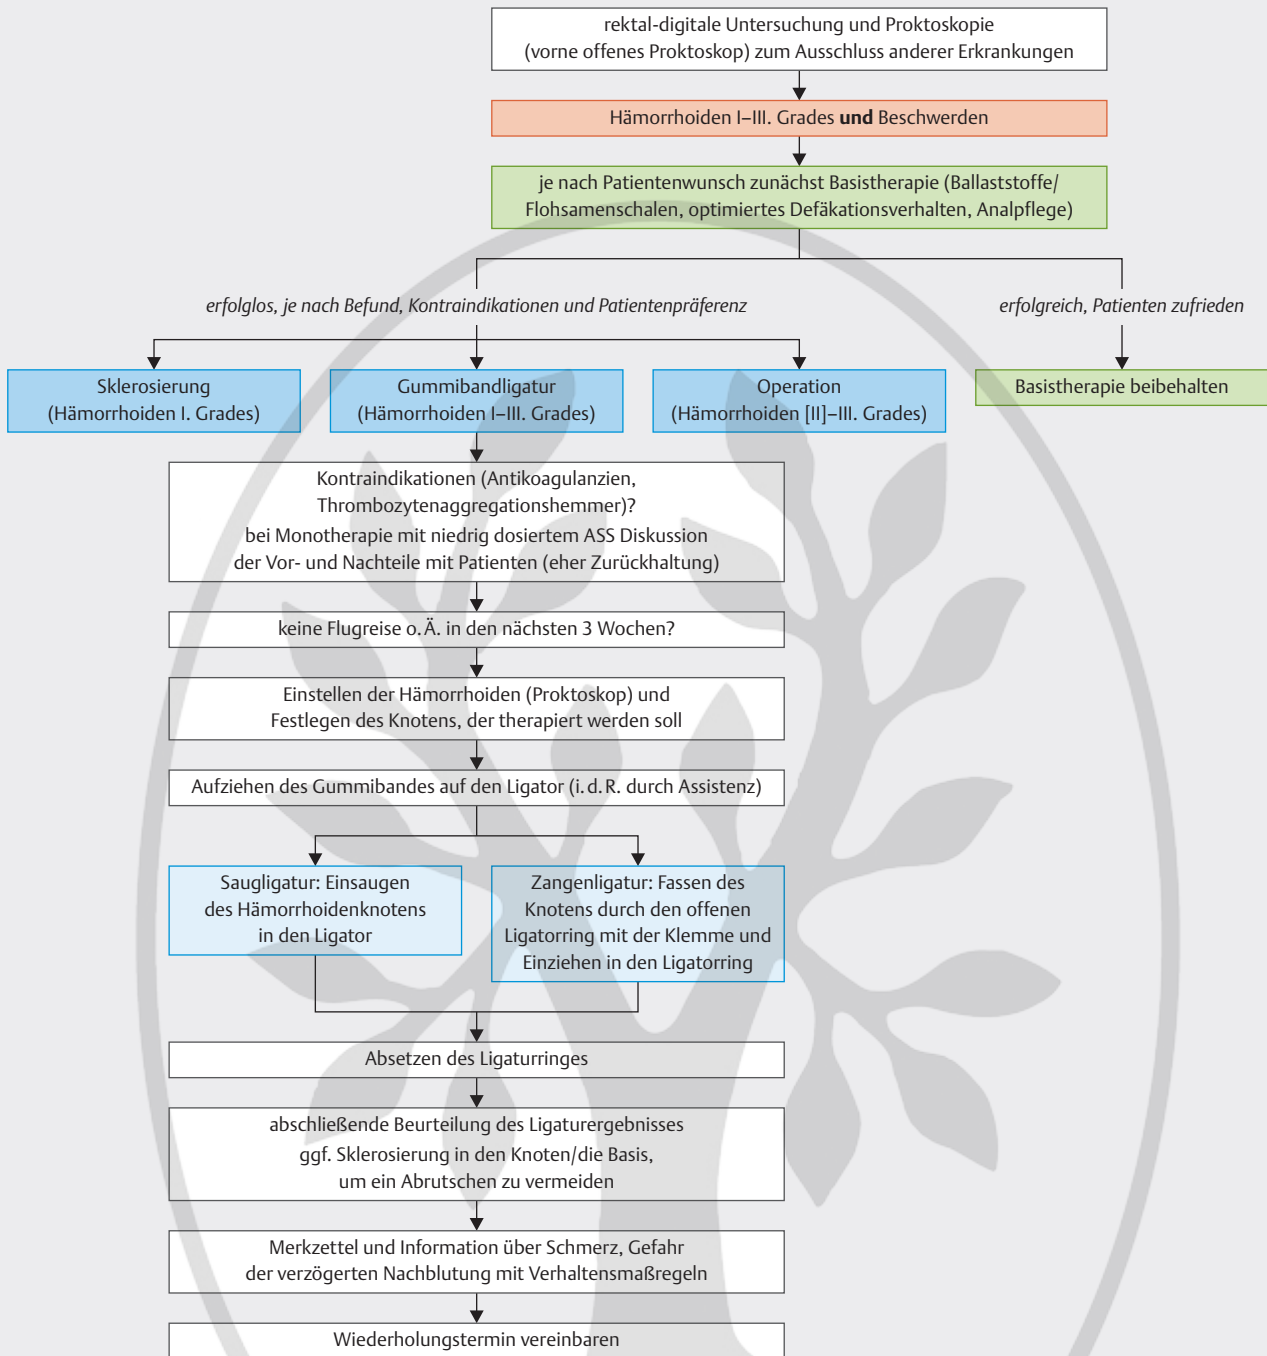 rektal-digitale Untersuchung und Proktoskopie
(vorne offenes Proktoskop) zum Ausschluss anderer Erkrankungen
Hämorrhoiden I–III. Grades und Beschwerden
je nach Patientenwunsch zunächst Basistherapie (Ballaststoffe/
Flohsamenschalen, optimiertes Defäkationsverhalten, Analpflege)
erfolglos, je nach Befund, Kontraindikationen und Patientenpräferenz
erfolgreich, Patienten zufrieden
Sklerosierung
(Hämorrhoiden I. Grades)
Gummibandligatur
(Hämorrhoiden I–III. Grades)
Operation
(Hämorrhoiden [II]–III. Grades)
Basistherapie beibehalten
Kontraindikationen (Antikoagulanzien,
Thrombozytenaggregationshemmer)?
bei Monotherapie mit niedrig dosiertem ASS Diskussion
der Vor- und Nachteile mit Patienten (eher Zurückhaltung)
keine Flugreise o. Ä. in den nächsten 3 Wochen?
Einstellen der Hämorrhoiden (Proktoskop) und
Festlegen des Knotens, der therapiert werden soll
Aufziehen des Gummibandes auf den Ligator (i. d. R. durch Assistenz)
Saugligatur: Einsaugen
des Hämorrhoidenknotens
in den Ligator
Zangenligatur: Fassen des
Knotens durch den offenen
Ligatorring mit der Klemme und
Einziehen in den Ligatorring
Absetzen des Ligaturringes
abschließende Beurteilung des Ligaturergebnisses
ggf. Sklerosierung in den Knoten/die Basis,
um ein Abrutschen zu vermeiden
Merkzettel und Information über Schmerz, Gefahr
der verzögerten Nachblutung mit Verhaltensmaßregeln
Wiederholungstermin vereinbaren